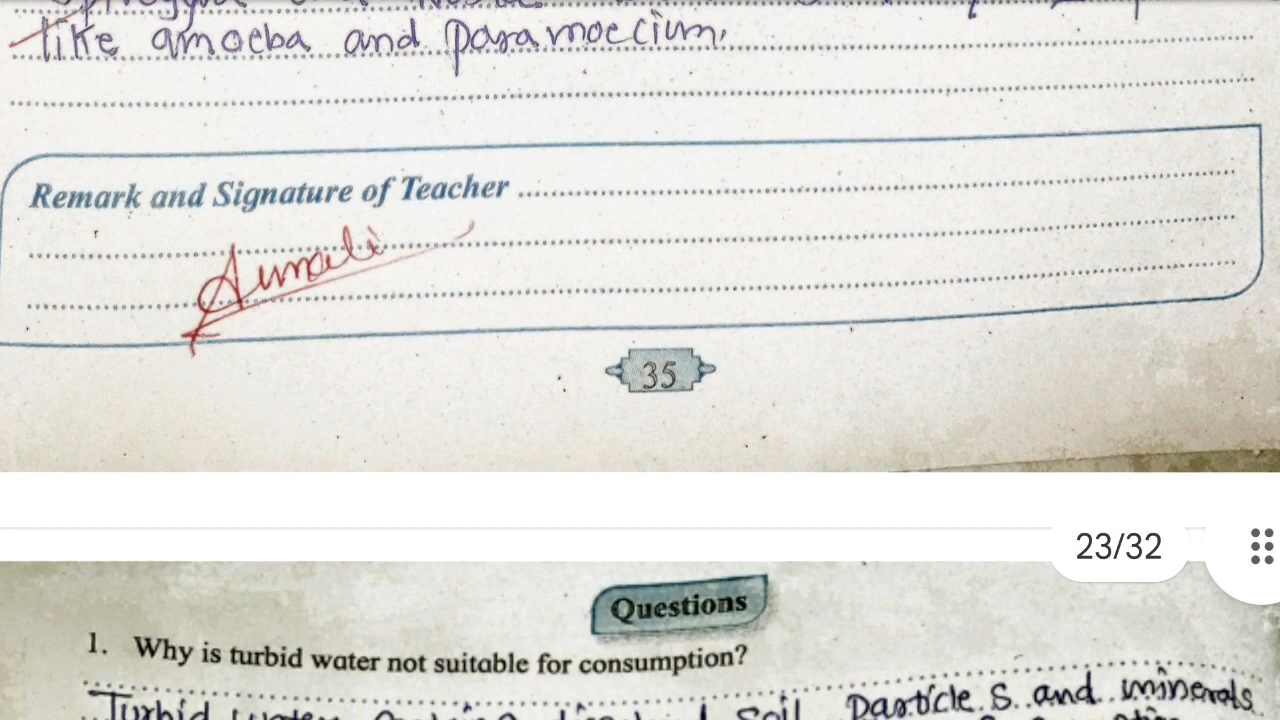 like amoeba and paramoecium.
Remark and Signature of Teacher
35
23/32
Questions
1. Why is turbid water not suitable for consumption?
soil particles and minerals